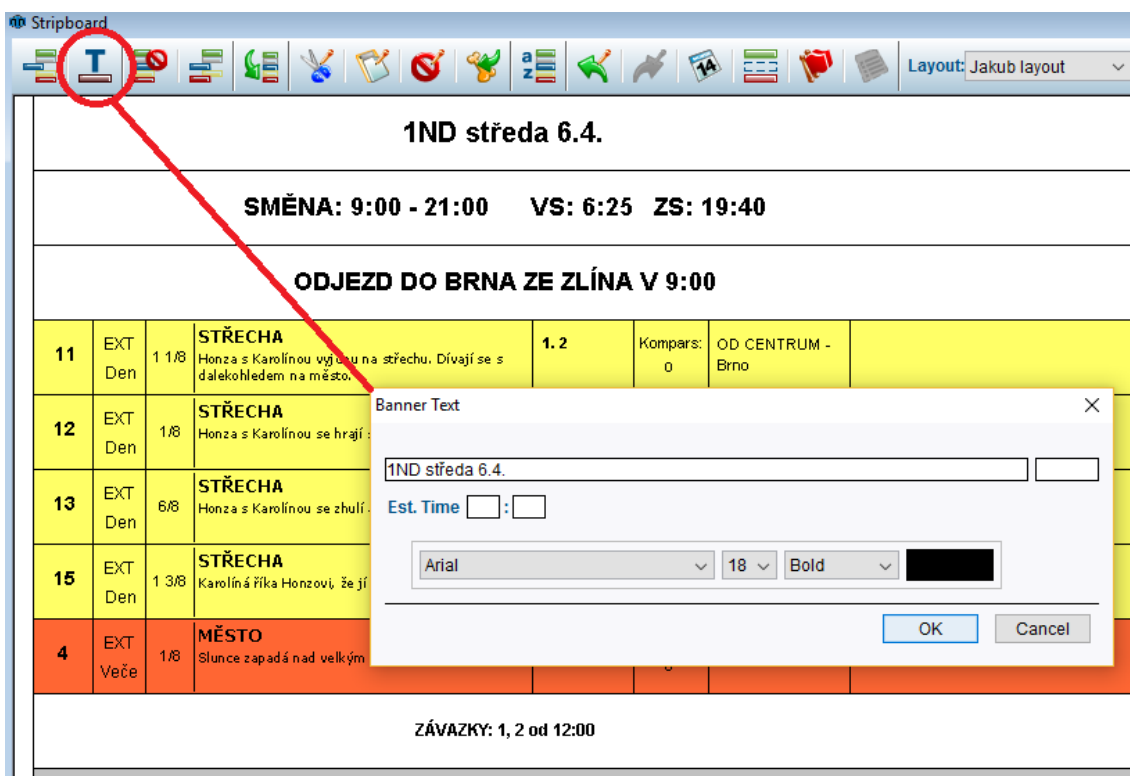 Stripboard
T
a
z
14
Layout: Jakub layout
1ND středa 6.4.
SMĚNA: 9:00 - 21:00 VS: 6:25 ZS: 19:40
ODJEZD DO BRNA ZE ZLÍNA V 9:00
11
EXT
Den
1 1/8
STŘECHA
Honza s Karolínou vyjdou na střechu. Dívají se s
dalekohledem na město.
1. 2
Kompars:
0
OD CENTRUM -
Brno
12
EXT
Den
1/8
STŘECHA
Honza s Karolínou se hrají
13
EXT
Den
6/8
STŘECHA
Honza s Karolínou se zhulí
15
EXT
Den
1 3/8
STŘECHA
Karolíná říka Honzovi, že jí
4
EXT
Veče
1/8
MĚSTO
Slunce zapadá nad velkým
Banner Text
1ND středa 6.4.
Est. Time :
Arial 18 Bold
OK Cancel
ZÁVAZKY: 1, 2 od 12:00